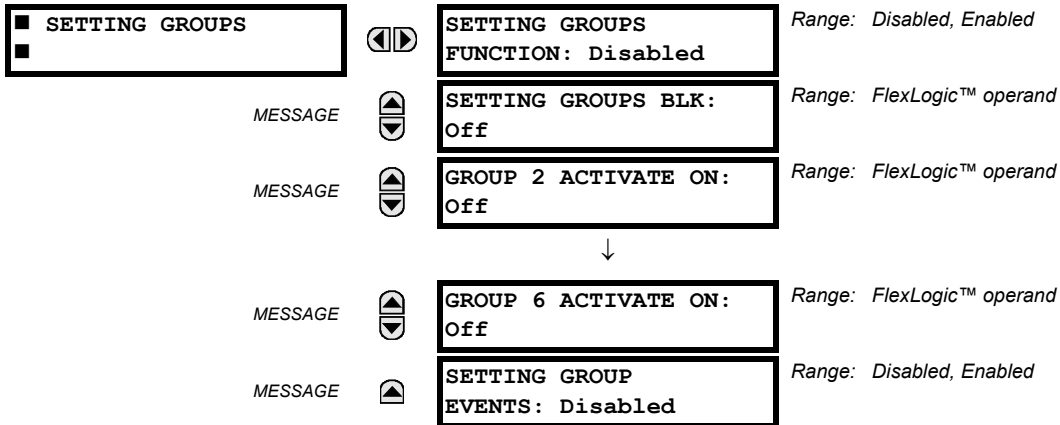 ■ SETTING GROUPS
■
SETTING GROUPS
FUNCTION: Disabled
Range: Disabled, Enabled
MESSAGE
SETTING GROUPS BLK:
Off
Range: FlexLogic™ operand
MESSAGE
GROUP 2 ACTIVATE ON:
Off
Range: FlexLogic™ operand
↓
MESSAGE
GROUP 6 ACTIVATE ON:
Off
Range: FlexLogic™ operand
MESSAGE
SETTING GROUP
EVENTS: Disabled
Range: Disabled, Enabled